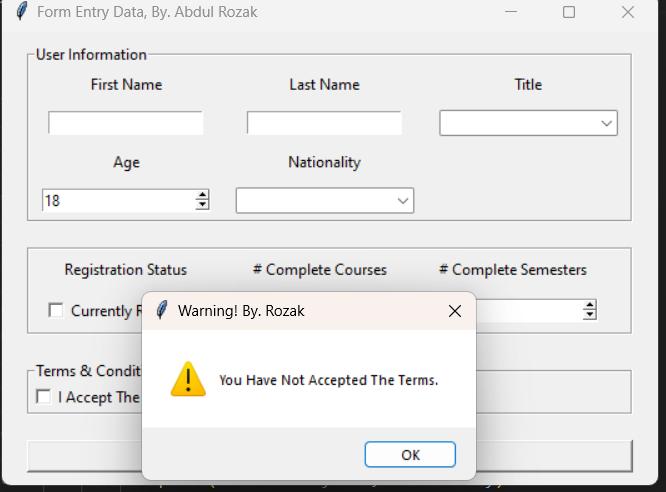 Form Entry Data, By. Abdul Rozak
User Information
First Name
Last Name
Title
Age
Nationality
18
Registration Status
# Complete Courses
# Complete Semesters
Currently
Warning! By. Rozak
You Have Not Accepted The Terms.
Terms &
I Accept The
OK